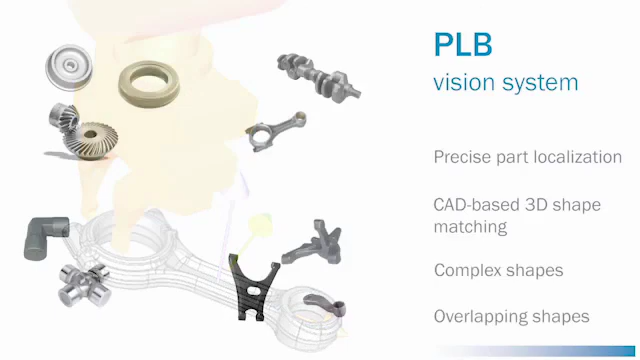 PLB
vision system
Precise part localization
CAD-based 3D shape
matching
Complex shapes
Overlapping shapes